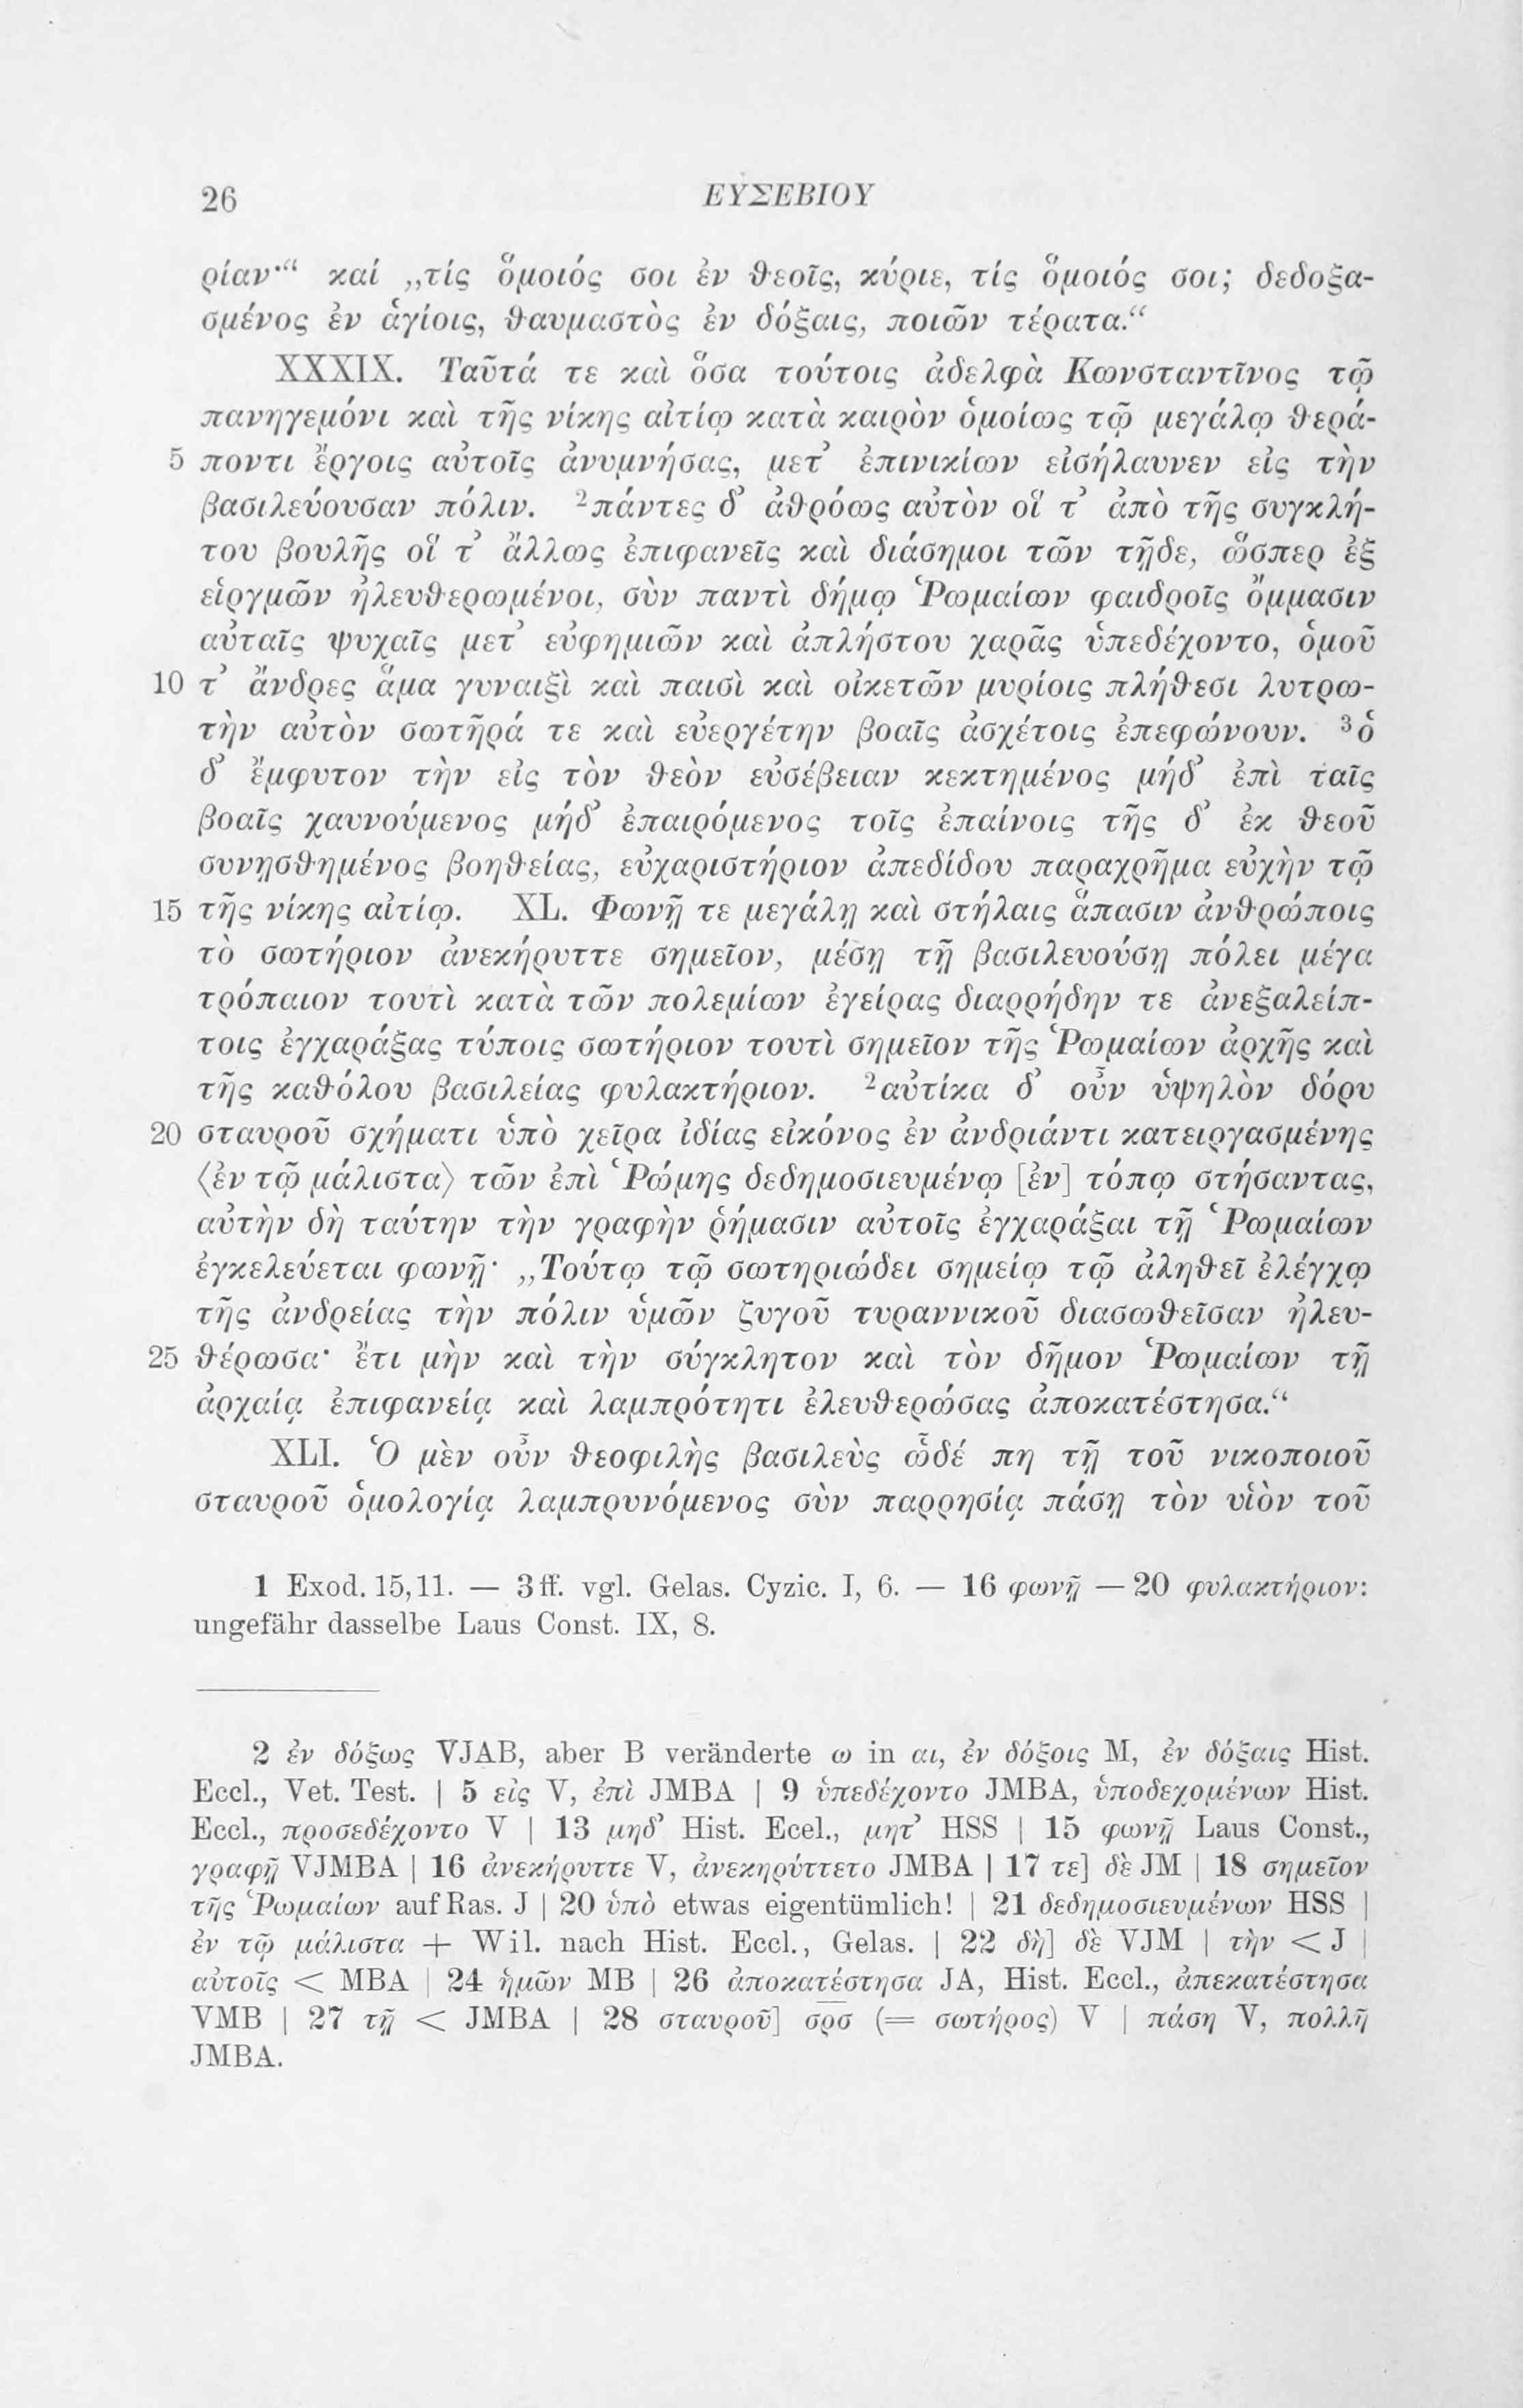 26 ΕΥΣΕΒΙΟΥ
ρίαν·“ καί „τίς ὅμοιός σοι ἐν θεοῖς, κύριε, τίς ὅμοιός σοι; δεδοξα-
σμένος ἐν ἁγίοις, θαυμαστὸς ἐν δόξαις, ποιῶν τέρατα.“
XXXIX. Ταῦτά τε καὶ ὅσα τούτοις ἀδελφὰ Κωνσταντῖνος τῷ
πανηγεμόνι καὶ τῆς νίκης αἰτίῳ κατὰ καιρὸν ὁμοίως τῷ μεγάλῳ θερά-
5 ποντι ἔργοις αὐτοῖς ἀνυμνήσας, μετ’ ἐπινικίων εἰσήλαυνεν εἰς τὴν
βασιλεύουσαν πόλιν. ²πάντες δ’ ἀθρόως αὐτὸν οἵ τ’ ἀπὸ τῆς συγκλή-
του βουλῆς οἵ τ’ ἄλλως ἐπιφανεῖς καὶ διάσημοι τῶν τῇδε, ὥσπερ ἐξ
εἱργμῶν ἠλευθερωμένοι, σὺν παντὶ δήμῳ Ῥωμαίων φαιδροῖς ὄμμασιν
αὐταῖς ψυχαῖς μετ’ εὐφημιῶν καὶ ἀπλήστου χαρᾶς ὑπεδέχοντο, ὁμοῦ
10 τ’ ἄνδρες ἅμα γυναιξὶ καὶ παισὶ καὶ οἰκετῶν μυρίοις πλήθεσι λυτρω-
τὴν αὐτὸν σωτῆρά τε καὶ εὐεργέτην βοαῖς ἀσχέτοις ἐπεφώνουν. ³ὁ
δ’ ἔμφυτον τὴν εἰς τὸν θεὸν εὐσέβειαν κεκτημένος μήδ’ ἐπὶ ταῖς
βοαῖς χαυνούμενος μήδ’ ἐπαιρόμενος τοῖς ἐπαίνοις τῆς δ’ ἐκ θεοῦ
συνῃσθημένος βοηθείας, εὐχαριστήριον ἀπεδίδου παραχρῆμα εὐχὴν τῷ
15 τῆς νίκης αἰτίῳ. XL. Φωνῇ τε μεγάλῃ καὶ στήλαις ἅπασιν ἀνθρώποις
τὸ σωτήριον ἀνεκήρυττε σημεῖον, μέσῃ τῇ βασιλευούσῃ πόλει μέγα
τρόπαιον τουτὶ κατὰ τῶν πολεμίων ἐγείρας διαρρήδην τε ἀνεξαλείπ-
τοις ἐγχαράξας τύποις σωτήριον τουτὶ σημεῖον τῆς Ῥωμαίων ἀρχῆς καὶ
τῆς καθόλου βασιλείας φυλακτήριον. ²αὐτίκα δ’ οὖν ὑψηλὸν δόρυ
20 σταυροῦ σχήματι ὑπὸ χεῖρα ἰδίας εἰκόνος ἐν ἀνδριάντι κατειργασμένης
⟨ἐν τῷ μάλιστα⟩ τῶν ἐπὶ Ῥώμης δεδημοσιευμένῳ [ἐν] τόπῳ στήσαντας,
αὐτὴν δὴ ταύτην τὴν γραφὴν ῥήμασιν αὐτοῖς ἐγχαράξαι τῇ Ῥωμαίων
ἐγκελεύεται φωνῇ· „Τούτῳ τῷ σωτηριώδει σημείῳ τῷ ἀληθεῖ ἐλέγχῳ
τῆς ἀνδρείας τὴν πόλιν ὑμῶν ζυγοῦ τυραννικοῦ διασωθεῖσαν ἠλευ-
25 θέρωσα· ἔτι μὴν καὶ τὴν σύγκλητον καὶ τὸν δῆμον Ῥωμαίων τῇ
ἀρχαίᾳ ἐπιφανείᾳ καὶ λαμπρότητι ἐλευθερώσας ἀποκατέστησα.“
XLI. Ὁ μὲν οὖν θεοφιλὴς βασιλεὺς ὧδέ πη τῇ τοῦ νικοποιοῦ
σταυροῦ ὁμολογίᾳ λαμπρυνόμενος σὺν παρρησίᾳ πάσῃ τὸν υἱὸν τοῦ
1 Exod. 15,11. — 3 ff. vgl. Gelas. Cyzic. I, 6. — 16 φωνῇ — 20 φυλακτήριον:
ungefähr dasselbe Laus Const. IX, 8.
2 ἐν δόξως VJAB, aber B veränderte ω in αι, ἐν δόξοις M, ἐν δόξαις Hist.
Eccl., Vet. Test. | 5 εἰς V, ἐπὶ JMBA | 9 ὑπεδέχοντο JMBA, ὑποδεχομένων Hist.
Eccl., προσεδέχοντο V | 13 μηδ’ Hist. Ecel., μητ’ HSS | 15 φωνῇ Laus Const.,
γραφῇ VJMBA | 16 ἀνεκήρυττε V, ἀνεκηρύττετο JMBA | 17 τε] δὲ JM | 18 σημεῖον
τῆς Ῥωμαίων auf Ras. J | 20 ὑπὸ etwas eigentümlich! | 21 δεδημοσιευμένων HSS |
ἐν τῷ μάλιστα + Wil. nach Hist. Eccl., Gelas. | 22 δὴ] δὲ VJM | τὴν < J |
αὐτοῖς < MBA | 24 ἡμῶν MB | 26 ἀποκατέστησα JA, Hist. Eccl., ἀπεκατέστησα
VMB | 27 τῇ < JMBA | 28 σταυροῦ] σρσ (= σωτήρος) V | πάσῃ V, πολλῇ
JMBA.